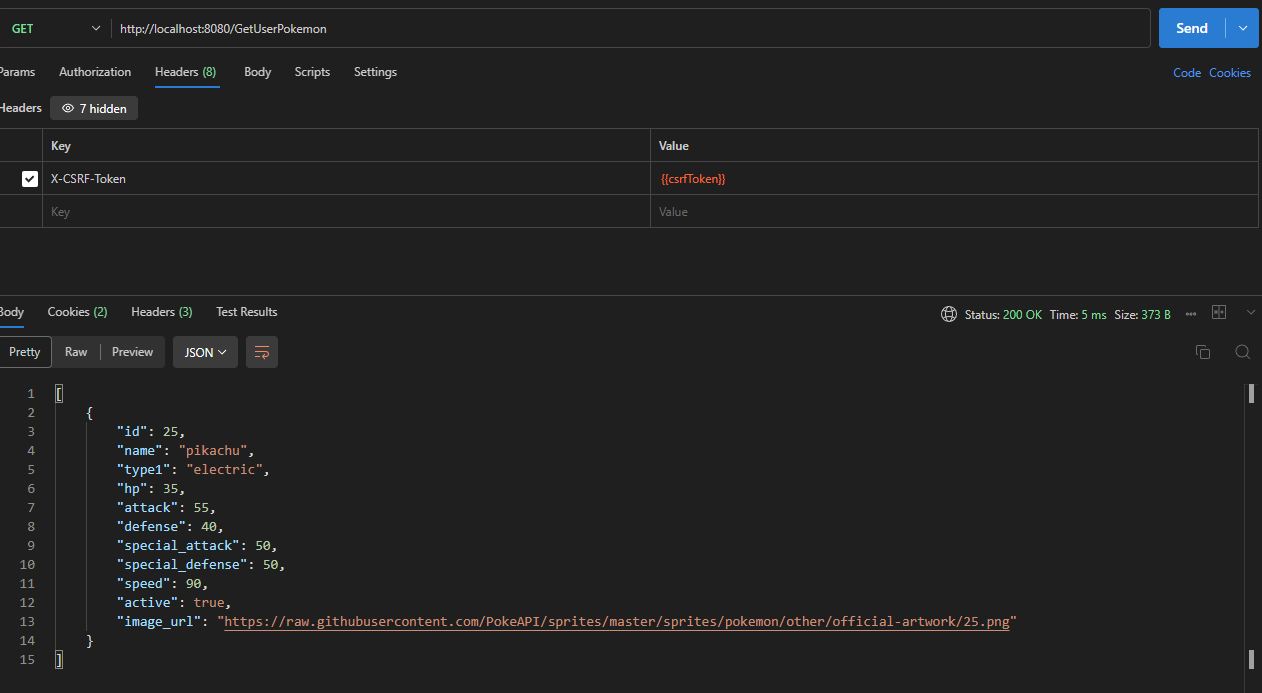 GET http://localhost:8080/GetUserPokemon Send
Params Authorization Headers (8) Body Scripts Settings Code Cookies
Headers 7 hidden
Key Value
X-CSRF-Token {{csrfToken}}
Key Value
Body Cookies (2) Headers (3) Test Results Status: 200 OK Time: 5 ms Size: 373 B
Pretty Raw Preview JSON
1 [
2 {
3 "id": 25,
4 "name": "pikachu",
5 "type1": "electric",
6 "hp": 35,
7 "attack": 55,
8 "defense": 40,
9 "special_attack": 50,
10 "special_defense": 50,
11 "speed": 90,
12 "active": true,
13 "image_url": "https://raw.githubusercontent.com/PokeAPI/sprites/master/sprites/pokemon/other/official-artwork/25.png"
14 }
15 ]